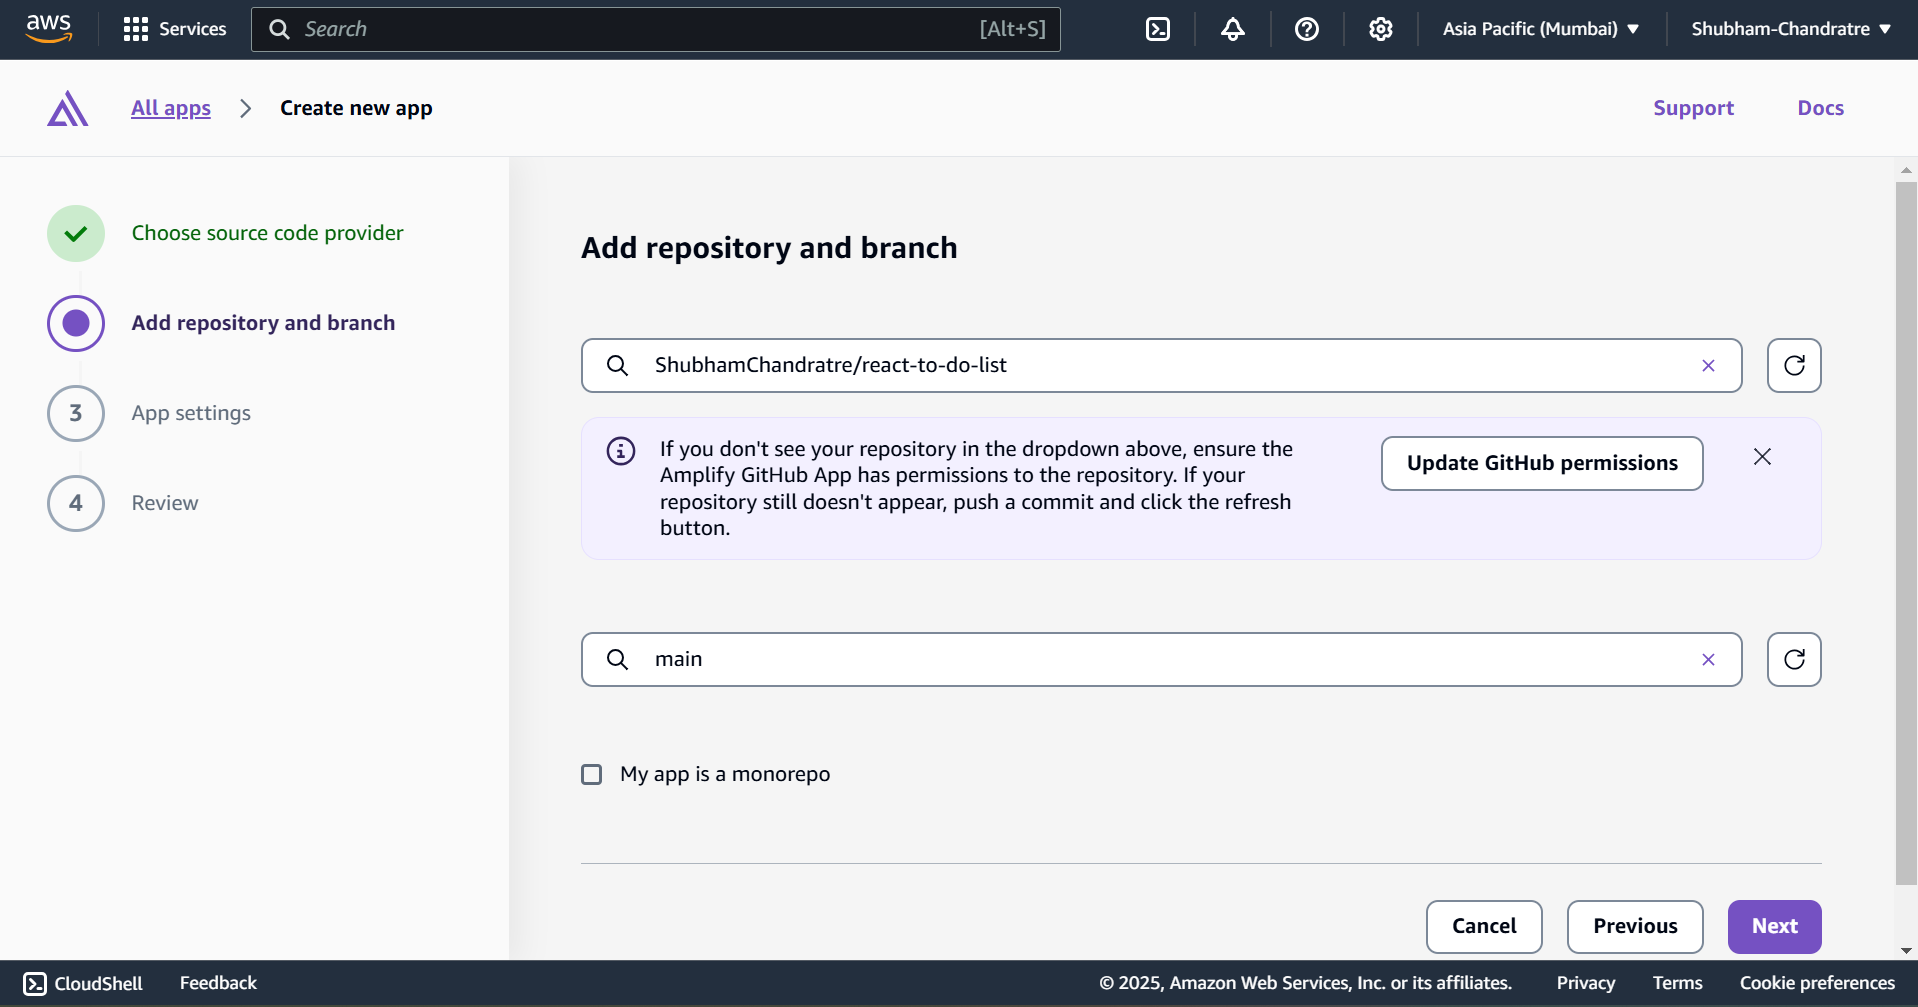 aws
Services
Search
[Alt+S]
Asia Pacific (Mumbai)
Shubham-Chandratre
All apps
Create new app
Support
Docs
Choose source code provider
Add repository and branch
3
App settings
4
Review
Add repository and branch
ShubhamChandratre/react-to-do-list
If you don't see your repository in the dropdown above, ensure the
Amplify GitHub App has permissions to the repository. If your
repository still doesn't appear, push a commit and click the refresh
button.
Update GitHub permissions
main
My app is a monorepo
Cancel
Previous
Next
CloudShell
Feedback
© 2025, Amazon Web Services, Inc. or its affiliates.
Privacy
Terms
Cookie preferences